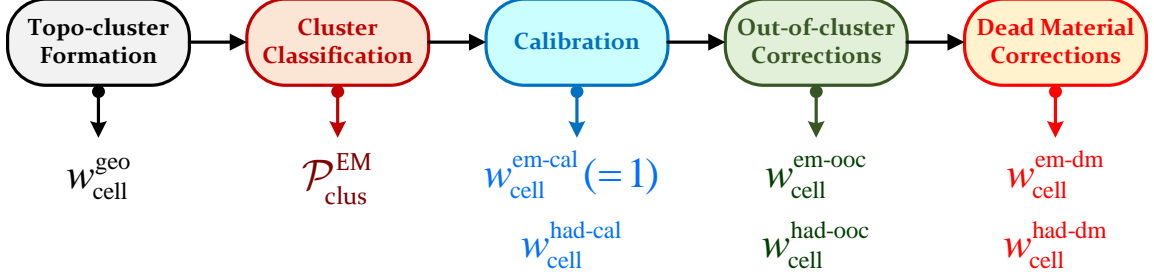 Topo-cluster
Formation
Cluster
Classification
Calibration
Out-of-cluster
Corrections
Dead Material
Corrections
w_cell^geo
𝒫_clus^EM
w_cell^em-cal (=1)
w_cell^had-cal
w_cell^em-ooc
w_cell^had-ooc
w_cell^em-dm
w_cell^had-dm